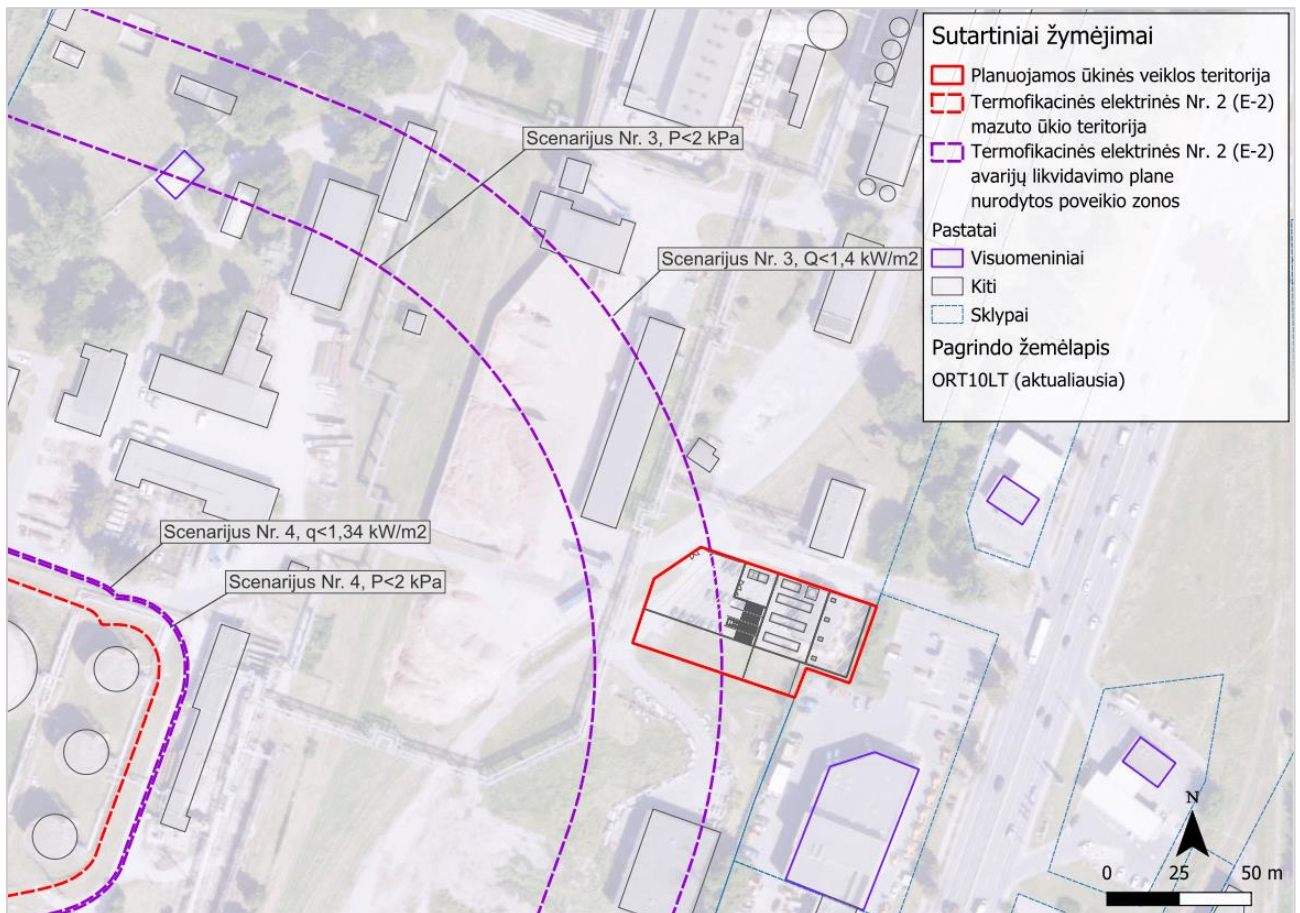 Sutartiniai žymėjimai
Planuojamos ūkinės veiklos teritorija
Termofikacinės elektrinės Nr. 2 (E-2)
mazuto ūkio teritorija
Termofikacinės elektrinės Nr. 2 (E-2)
avarijų likvidavimo plane
nurodytos poveikio zonos
Pastatai
Visuomeniniai
Kiti
Sklypai
Pagrindo žemėlapis
ORT10LT (aktualiausia)
Scenarijus Nr. 3, P<2 kPa
Scenarijus Nr. 3, Q<1,4 kW/m2
Scenarijus Nr. 4, q<1,34 kW/m2
Scenarijus Nr. 4, P<2 kPa
N
0 25 50 m